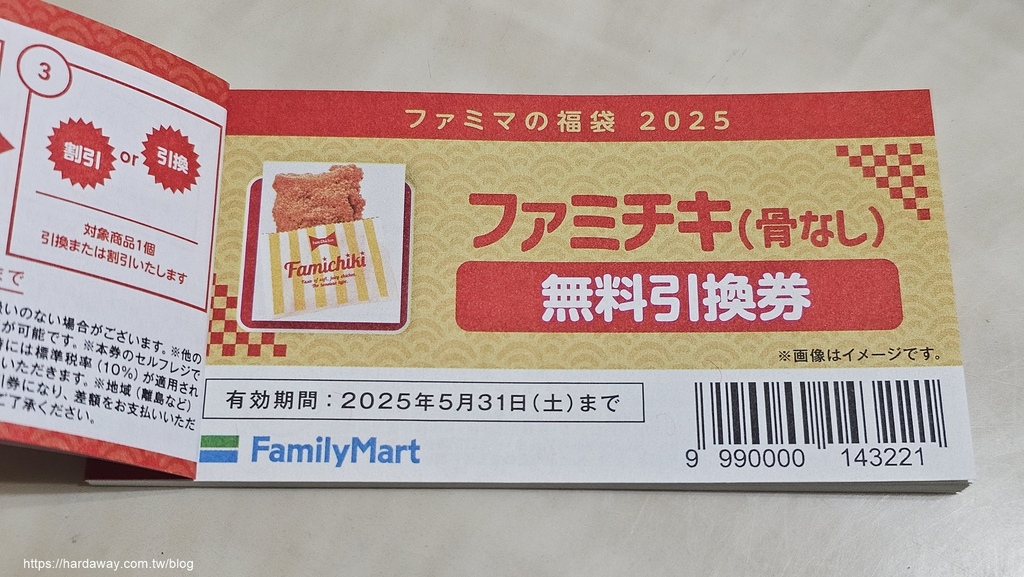 3
割引 or 引換
対象商品1個
引換または割引いたします
まで
扱いのない場合がございます。※他の
が可能です。※本券のセルフレジで
時には標準税率(10%)が適用され
いただきます。※地域(離島など)
引券になり、差額をお支払いいただ
ご了承ください。
ファミマの福袋 2025
Famichiki
ファミチキ(骨なし)
無料引換券
※画像はイメージです。
有効期間:2025年5月31日(土)まで
FamilyMart
9 990000 143221
https://hardaway.com.tw/blog